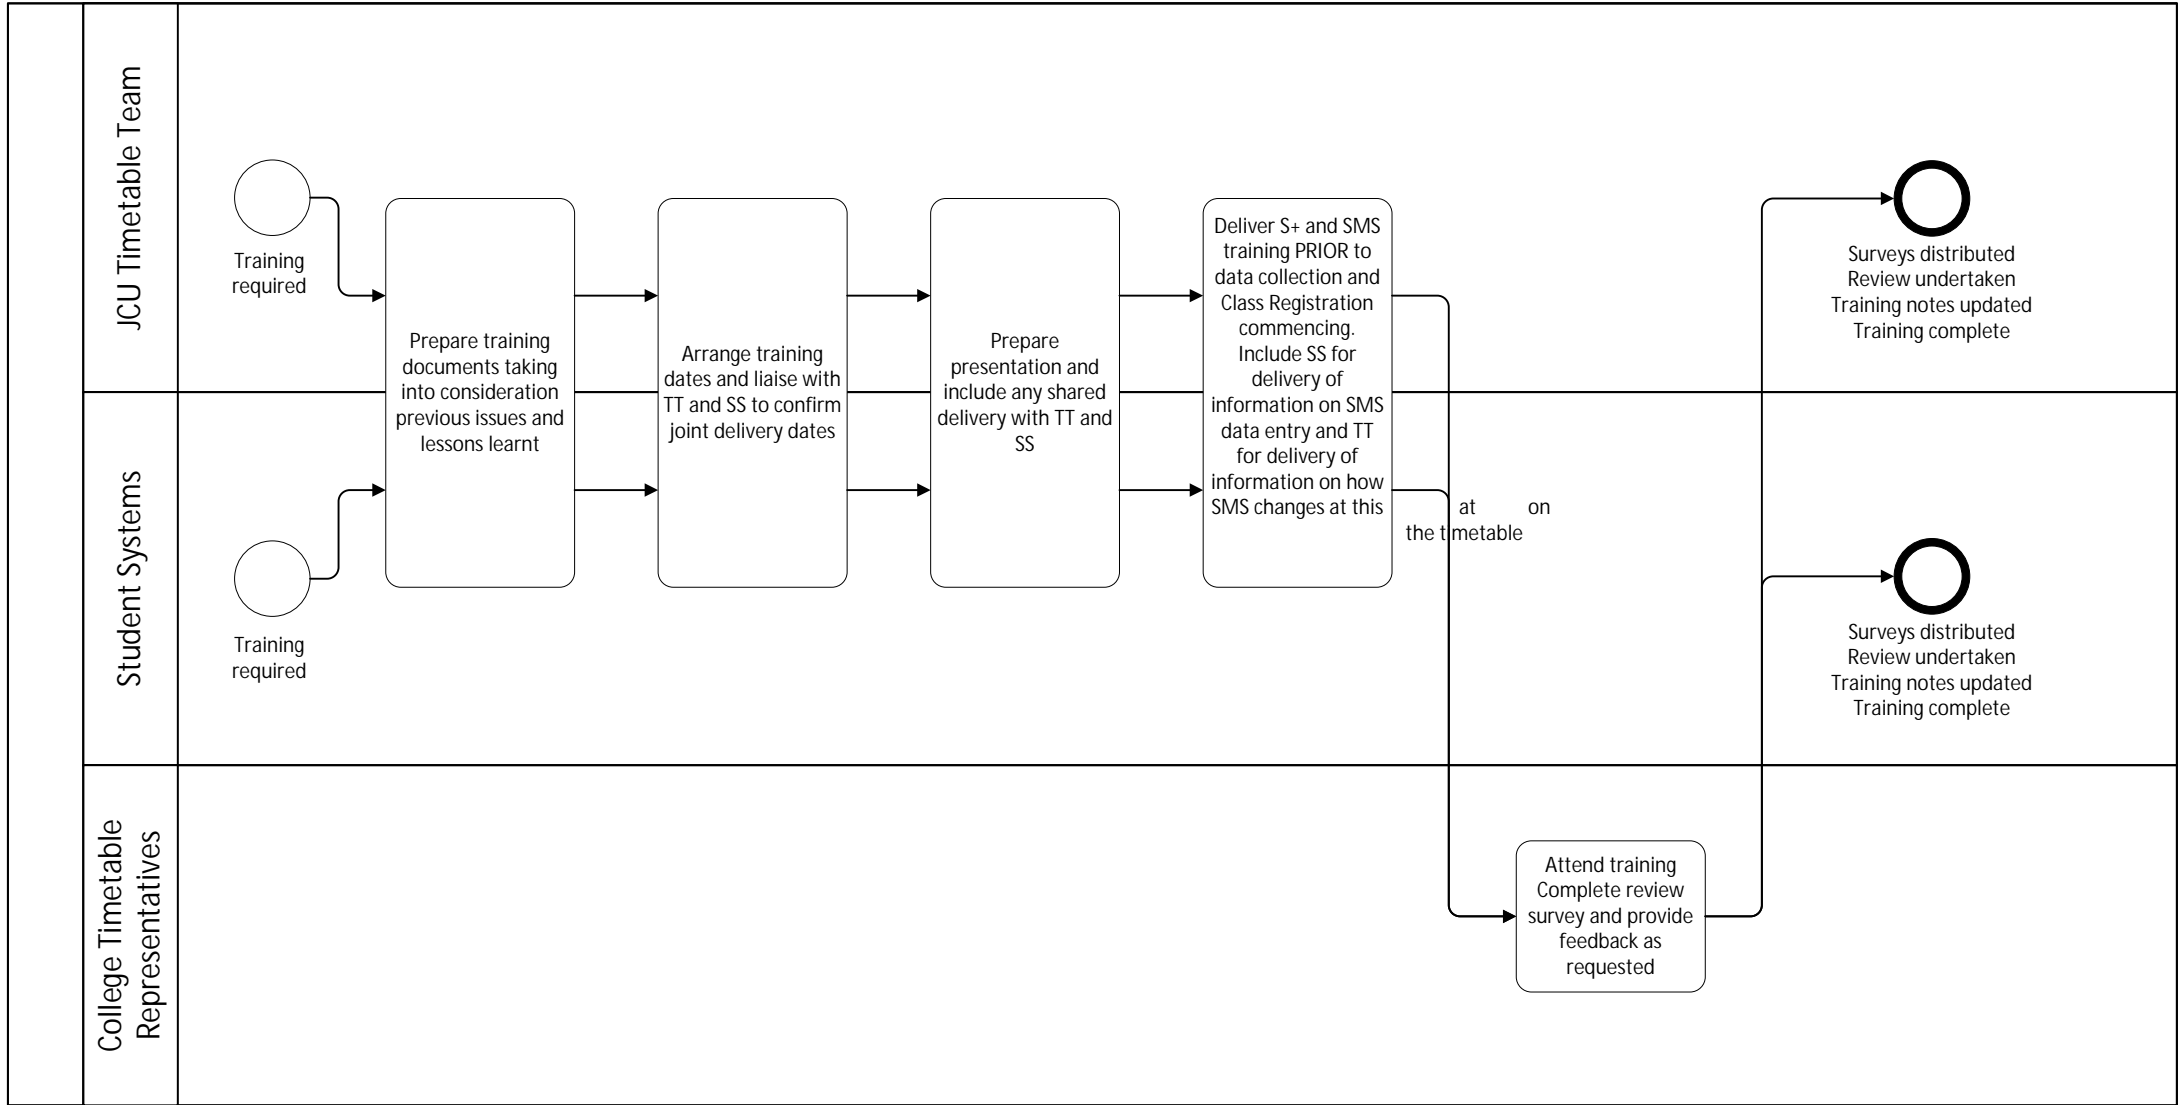 JCU Timetable Team
Training
required
Prepare training
documents taking
into consideration
previous issues and
lessons learnt
Arrange training
dates and liaise with
TT and SS to confirm
joint delivery dates
Prepare
presentation and
include any shared
delivery with TT and
SS
Deliver S+ and SMS
training PRIOR to
data collection and
Class Registration
commencing.
Include SS for
delivery of
information on SMS
data entry and TT
for delivery of
information on how
SMS changes at this
at on
the timetable
Surveys distributed
Review undertaken
Training notes updated
Training complete
Student Systems
Training
required
Surveys distributed
Review undertaken
Training notes updated
Training complete
College Timetable
Representatives
Attend training
Complete review
survey and provide
feedback as
requested